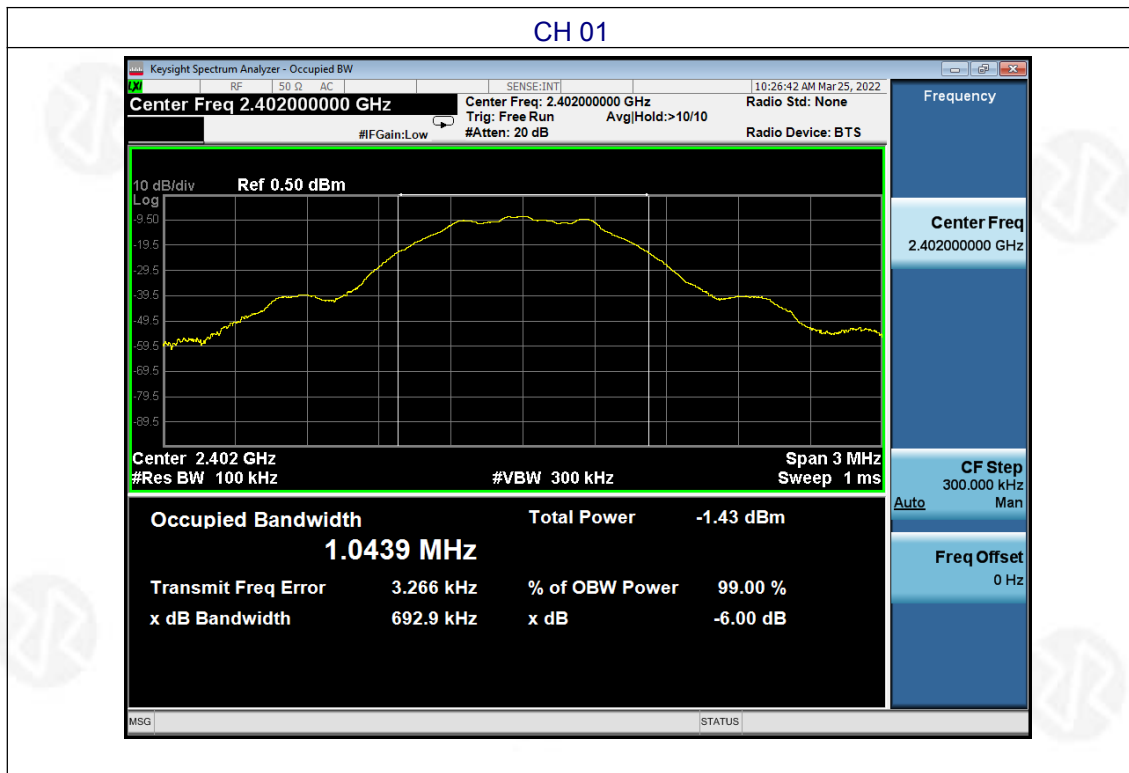 CH 01
Keysight Spectrum Analyzer - Occupied BW
LXI RF 50 Ω AC SENSE:INT 10:26:42 AM Mar 25, 2022
Center Freq 2.402000000 GHz Center Freq: 2.402000000 GHz Radio Std: None
Trig: Free Run Avg|Hold:>10/10
#IFGain:Low #Atten: 20 dB Radio Device: BTS
10 dB/div Ref 0.50 dBm
Log
-9.50
-19.5
-29.5
-39.5
-49.5
-59.5
-69.5
-79.5
-89.5
Center 2.402 GHz Span 3 MHz
#Res BW 100 kHz #VBW 300 kHz Sweep 1 ms
Occupied Bandwidth Total Power -1.43 dBm
1.0439 MHz
Transmit Freq Error 3.266 kHz % of OBW Power 99.00 %
x dB Bandwidth 692.9 kHz x dB -6.00 dB
MSG STATUS
Frequency
Center Freq
2.402000000 GHz
CF Step
300.000 kHz
Auto Man
Freq Offset
0 Hz